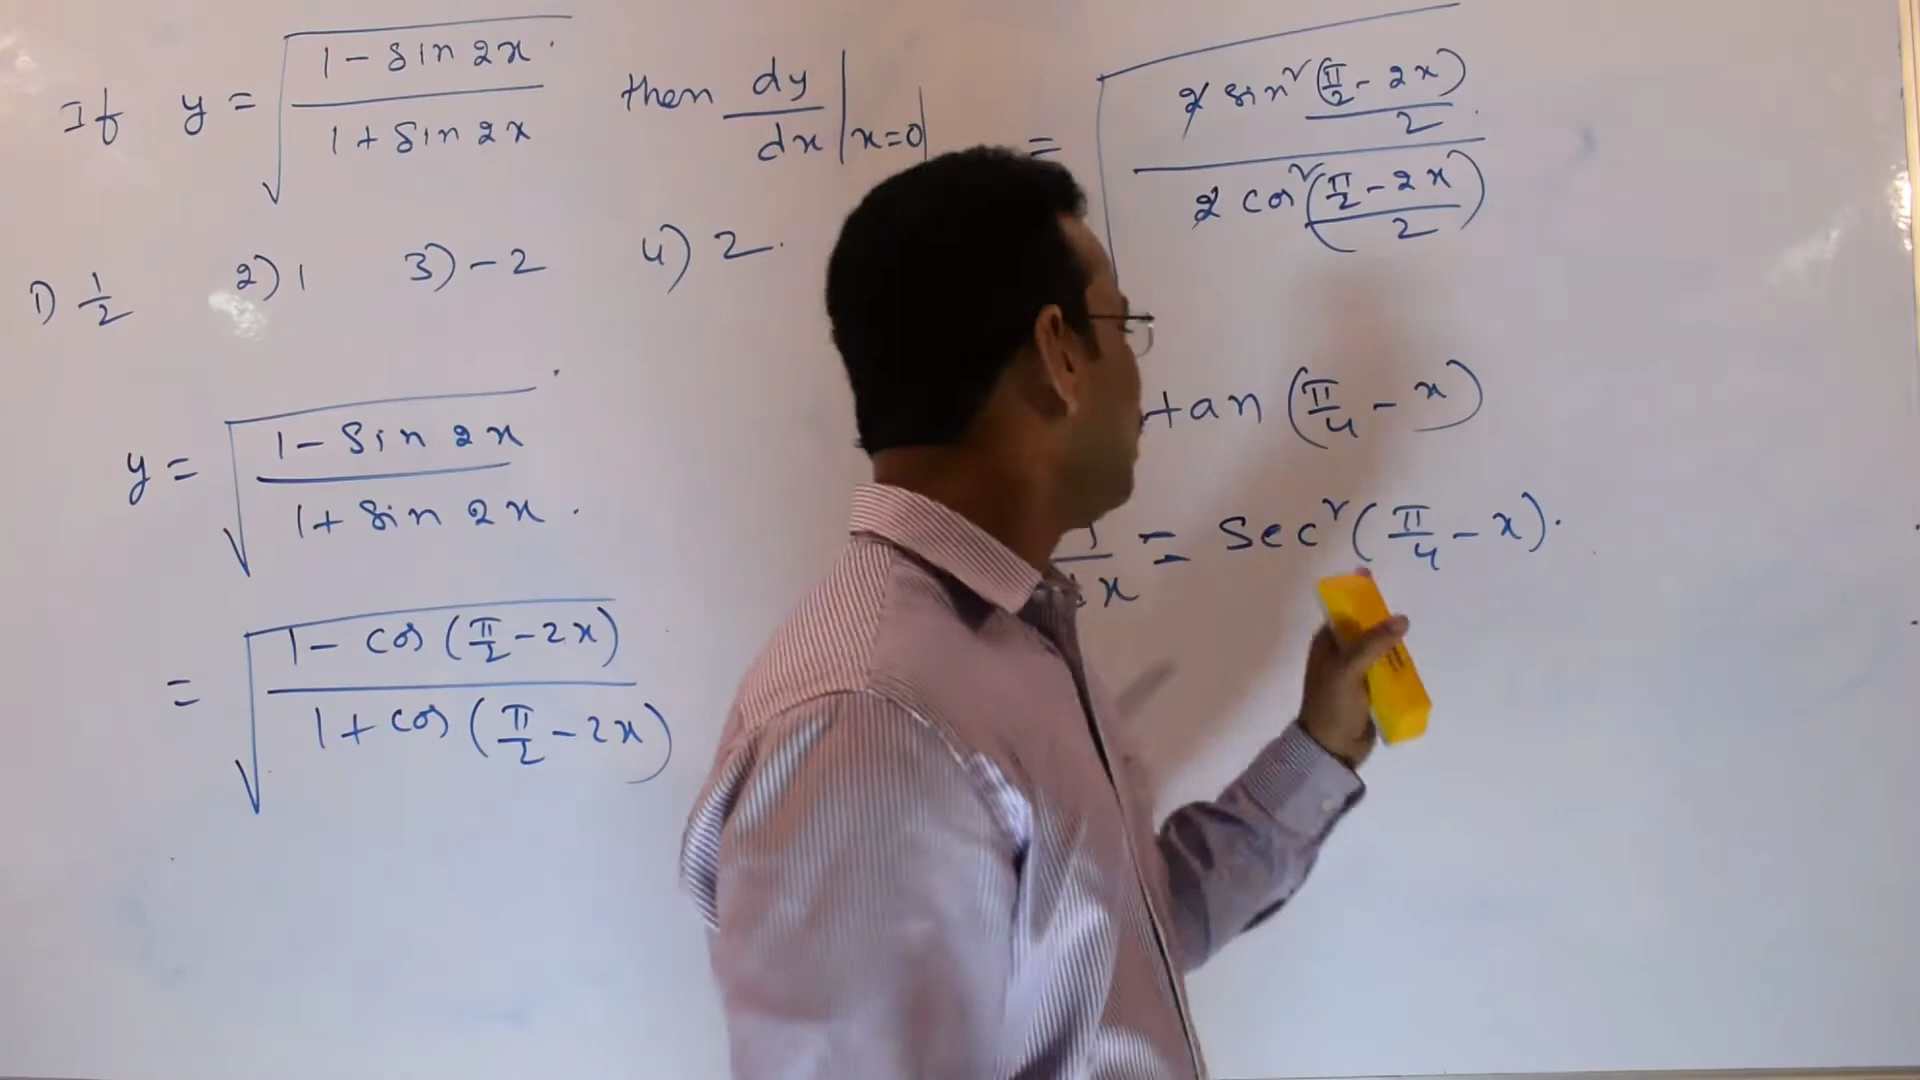 If y = √((1 - sin 2x)/(1 + sin 2x)) then dy/dx | x=0
1) 1/2 2) 1 3) -2 4) 2.
y = √((1 - sin 2x)/(1 + sin 2x)).
= √((1 - cos (π/2 - 2x))/(1 + cos (π/2 - 2x)))
= √((2 sin² ((π/2 - 2x)/2))/(2 cos² ((π/2 - 2x)/2)))
tan (π/4 - x)
x = sec² (π/4 - x).